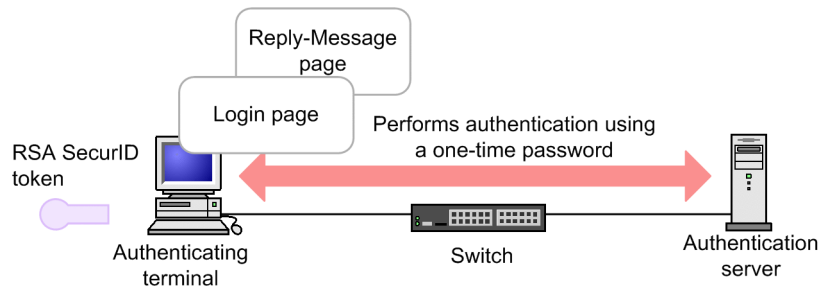 Reply-Message
page
Login page
Performs authentication using
a one-time password
RSA SecurID
token
Authenticating
terminal
Switch
Authentication
server